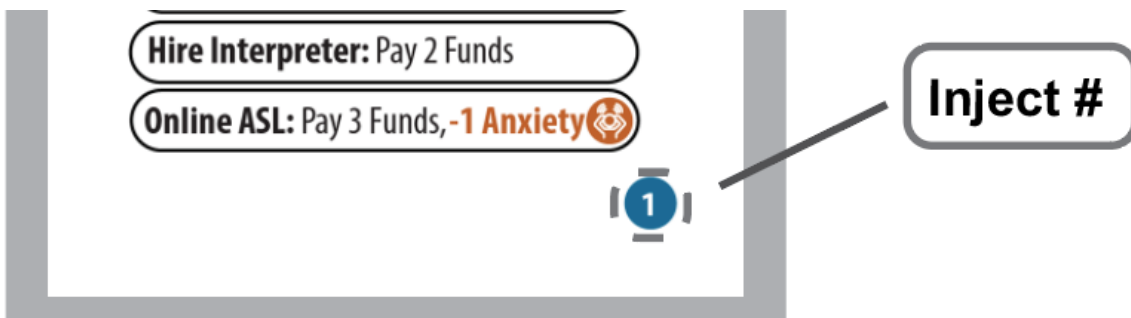 Hire Interpreter: Pay 2 Funds
Online ASL: Pay 3 Funds, -1 Anxiety
Inject #
1